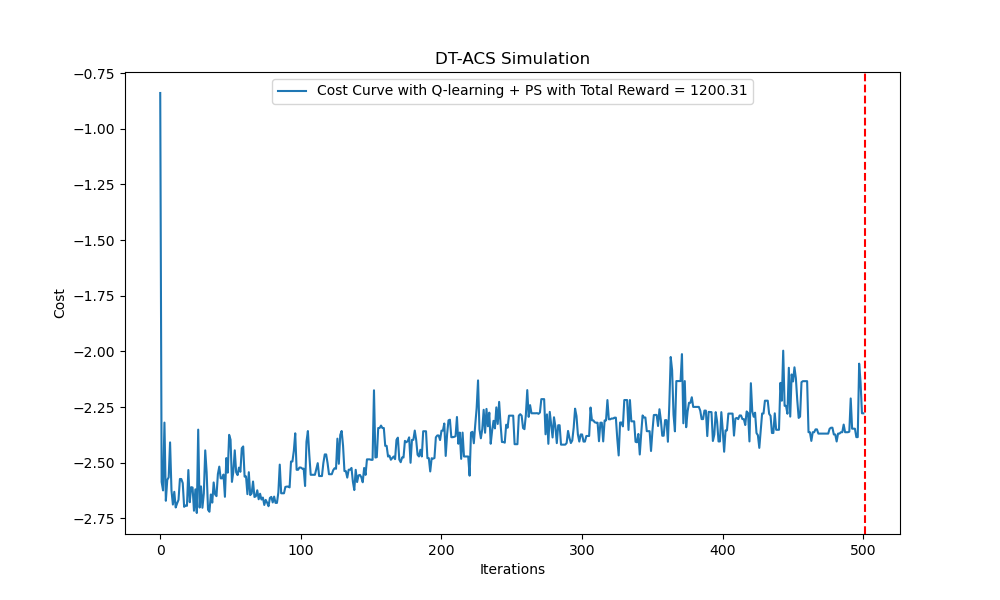 DT-ACS Simulation
Cost Curve with Q-learning + PS with Total Reward = 1200.31
Cost
−0.75
−1.00
−1.25
−1.50
−1.75
−2.00
−2.25
−2.50
−2.75
0 100 200 300 400 500
Iterations